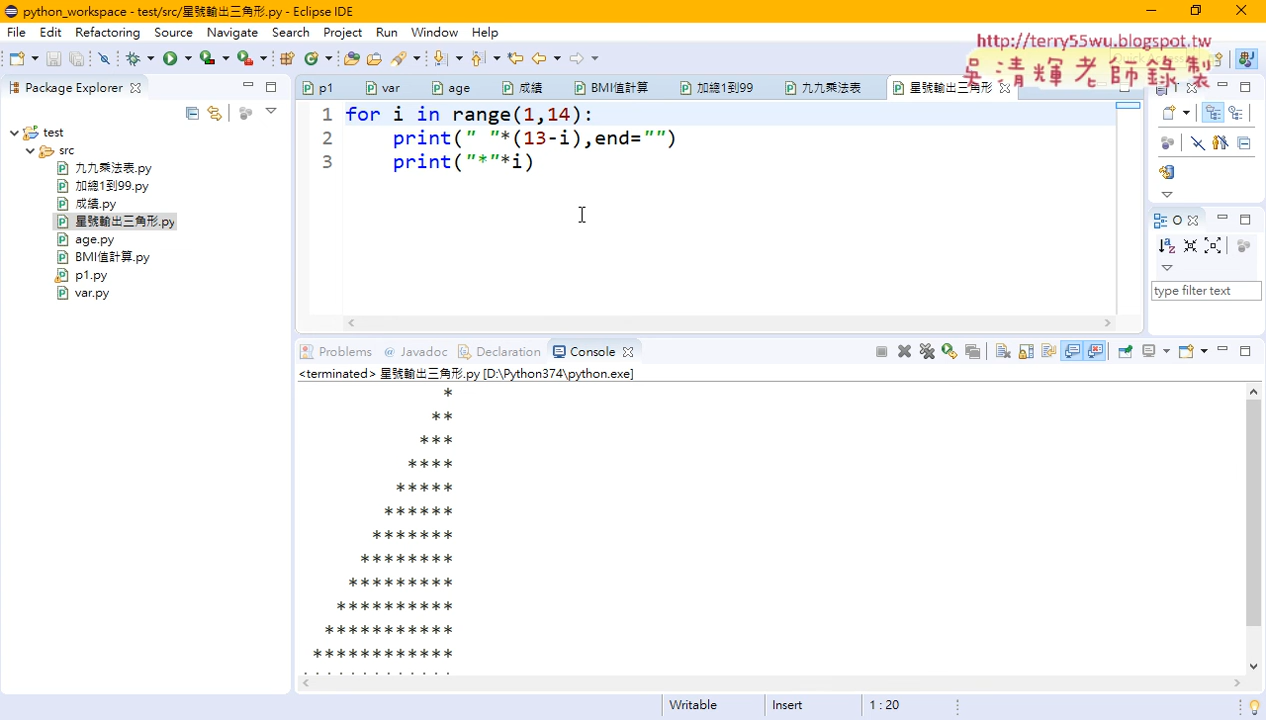 python_workspace - test/src/星號輸出三角形.py - Eclipse IDE
File Edit Refactoring Source Navigate Search Project Run Window Help
http://terry55wu.blogspot.tw
吳清輝老師錄製
Package Explorer
p1 var age 成績 BMI值計算 加總1到99 九九乘法表 星號輸出三角形
test
src
九九乘法表.py
加總1到99.py
成績.py
星號輸出三角形.py
age.py
BMI值計算.py
p1.py
var.py
1 for i in range(1,14):
2 print(" "*(13-i),end="")
3 print("*"*i)
type filter text
Problems Javadoc Declaration Console
<terminated> 星號輸出三角形.py [D:\Python374\python.exe]
*
**
***
****
*****
******
*******
********
*********
**********
***********
************
Writable Insert 1 : 20